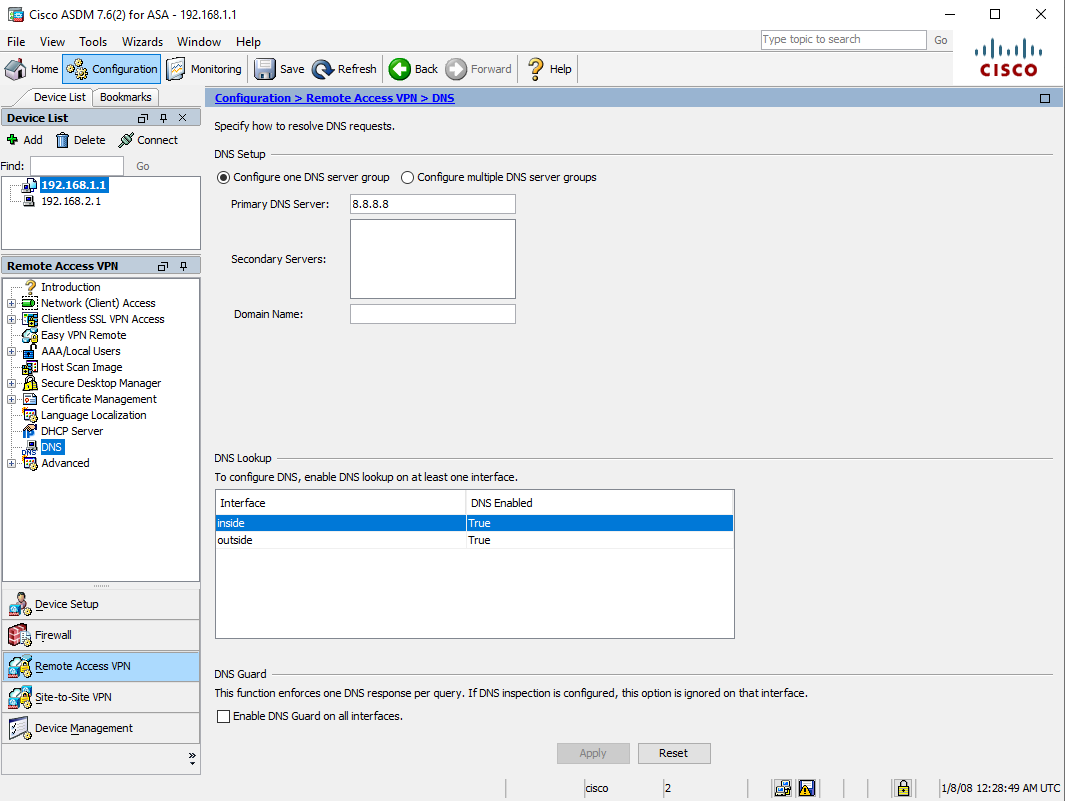 Cisco ASDM 7.6(2) for ASA - 192.168.1.1
File View Tools Wizards Window Help
Type topic to search Go
Home Configuration Monitoring Save Refresh Back Forward Help
CISCO
Device List Bookmarks
Device List
Add Delete Connect
Find: Go
192.168.1.1
192.168.2.1
Remote Access VPN
Introduction
Network (Client) Access
Clientless SSL VPN Access
Easy VPN Remote
AAA/Local Users
Host Scan Image
Secure Desktop Manager
Certificate Management
Language Localization
DHCP Server
DNS
Advanced
Device Setup
Firewall
Remote Access VPN
Site-to-Site VPN
Device Management
Configuration > Remote Access VPN > DNS
Specify how to resolve DNS requests.
DNS Setup
Configure one DNS server group Configure multiple DNS server groups
Primary DNS Server: 8.8.8.8
Secondary Servers:
Domain Name:
DNS Lookup
To configure DNS, enable DNS lookup on at least one interface.
Interface DNS Enabled
inside True
outside True
DNS Guard
This function enforces one DNS response per query. If DNS inspection is configured, this option is ignored on that interface.
Enable DNS Guard on all interfaces.
Apply Reset
cisco 2 1/8/08 12:28:49 AM UTC